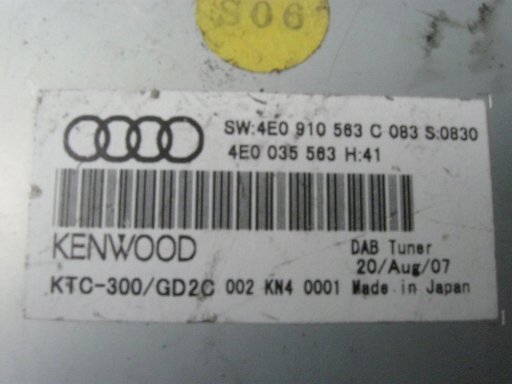 90S
SW:4E0 910 563 C 083 S:0830
4E0 035 563 H:41
KENWOOD
DAB Tuner
20/Aug/07
KTC-300/GD2C 002 KN4 0001 Made in Japan